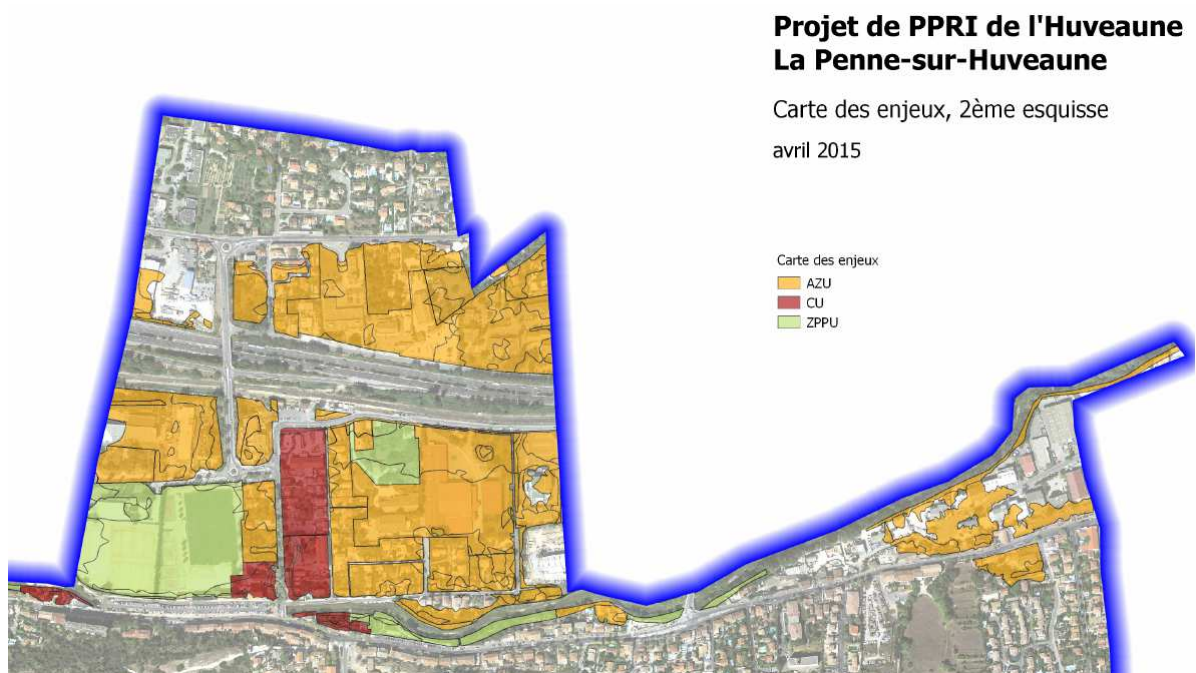 Projet de PPRI de l'Huveaune
La Penne-sur-Huveaune
Carte des enjeux, 2ème esquisse
avril 2015
Carte des enjeux
AZU
CU
ZPPU